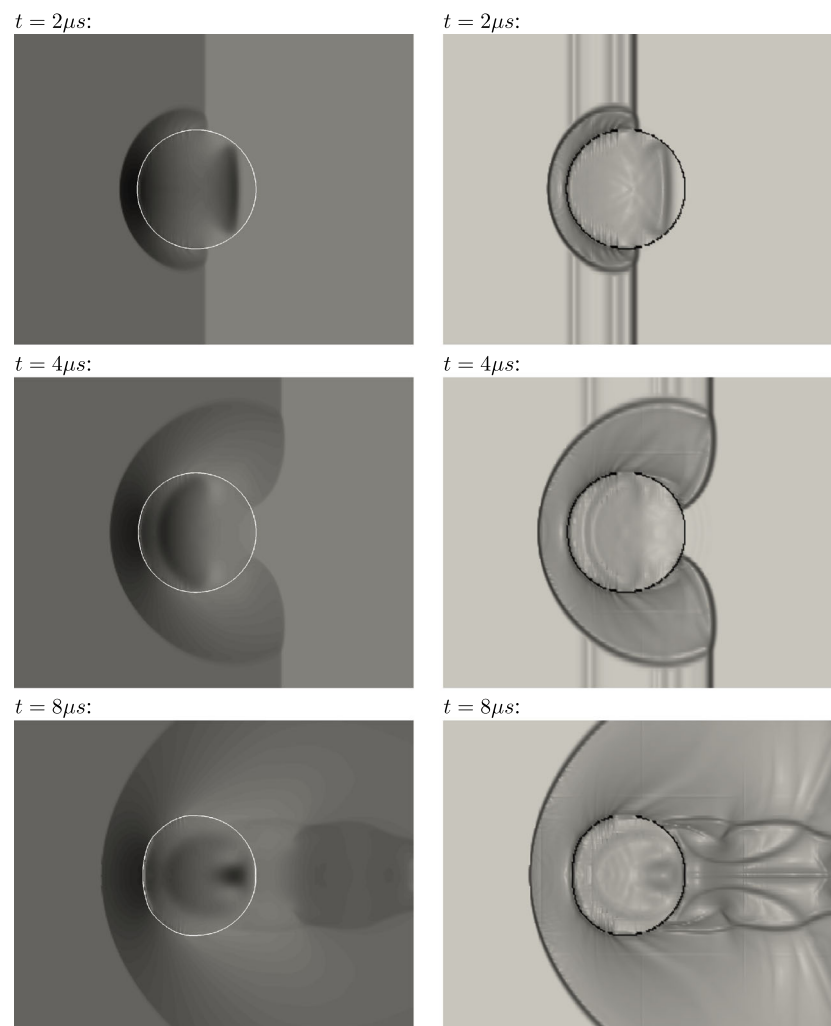 t = 2μs: t = 2μs:
t = 4μs: t = 4μs:
t = 8μs: t = 8μs: